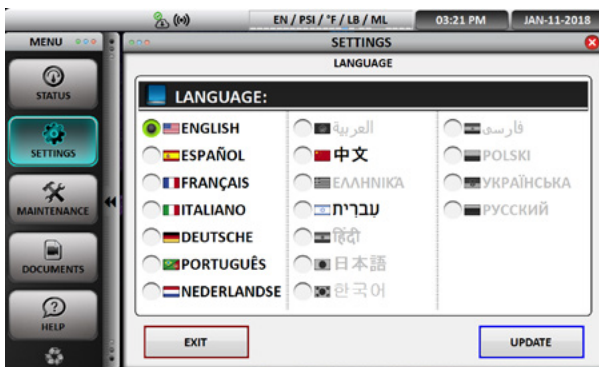 EN / PSI / °F / LB / ML 03:21 PM JAN-11-2018
MENU SETTINGS
LANGUAGE
STATUS
SETTINGS
MAINTENANCE
DOCUMENTS
HELP
LANGUAGE:
ENGLISH
ESPAÑOL
FRANÇAIS
ITALIANO
DEUTSCHE
PORTUGUÊS
NEDERLANDSE
العربية
中文
ΕΛΛΗΝΙΚΆ
עִבְרִית
हिंदी
日本語
한국어
فارسی
POLSKI
УКРАЇНСЬКА
РУССКИЙ
EXIT UPDATE